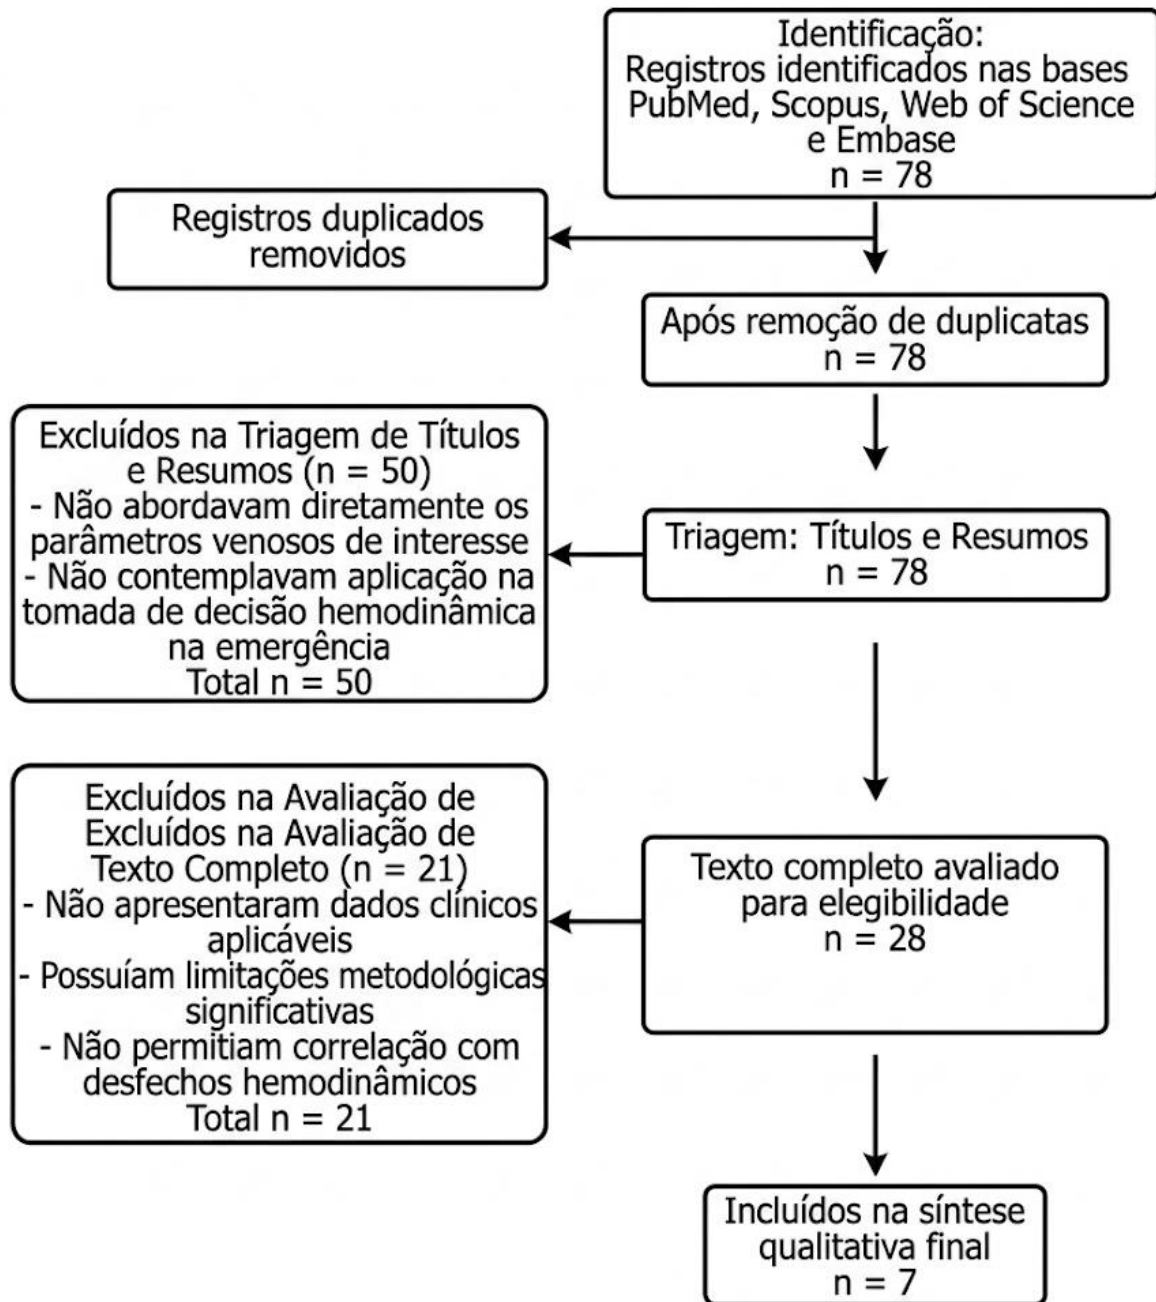 Identificação:
Registros identificados nas bases
PubMed, Scopus, Web of Science
e Embase
n = 78
Registros duplicados
removidos
Após remoção de duplicatas
n = 78
Excluídos na Triagem de Títulos
e Resumos (n = 50)
- Não abordavam diretamente os
parâmetros venosos de interesse
- Não contemplavam aplicação na
tomada de decisão hemodinâmica
na emergência
Total n = 50
Triagem: Títulos e Resumos
n = 78
Excluídos na Avaliação de
Excluídos na Avaliação de
Texto Completo (n = 21)
- Não apresentaram dados clínicos
aplicáveis
- Possuíam limitações metodológicas
significativas
- Não permitiam correlação com
desfechos hemodinâmicos
Total n = 21
Texto completo avaliado
para elegibilidade
n = 28
Incluídos na síntese
qualitativa final
n = 7